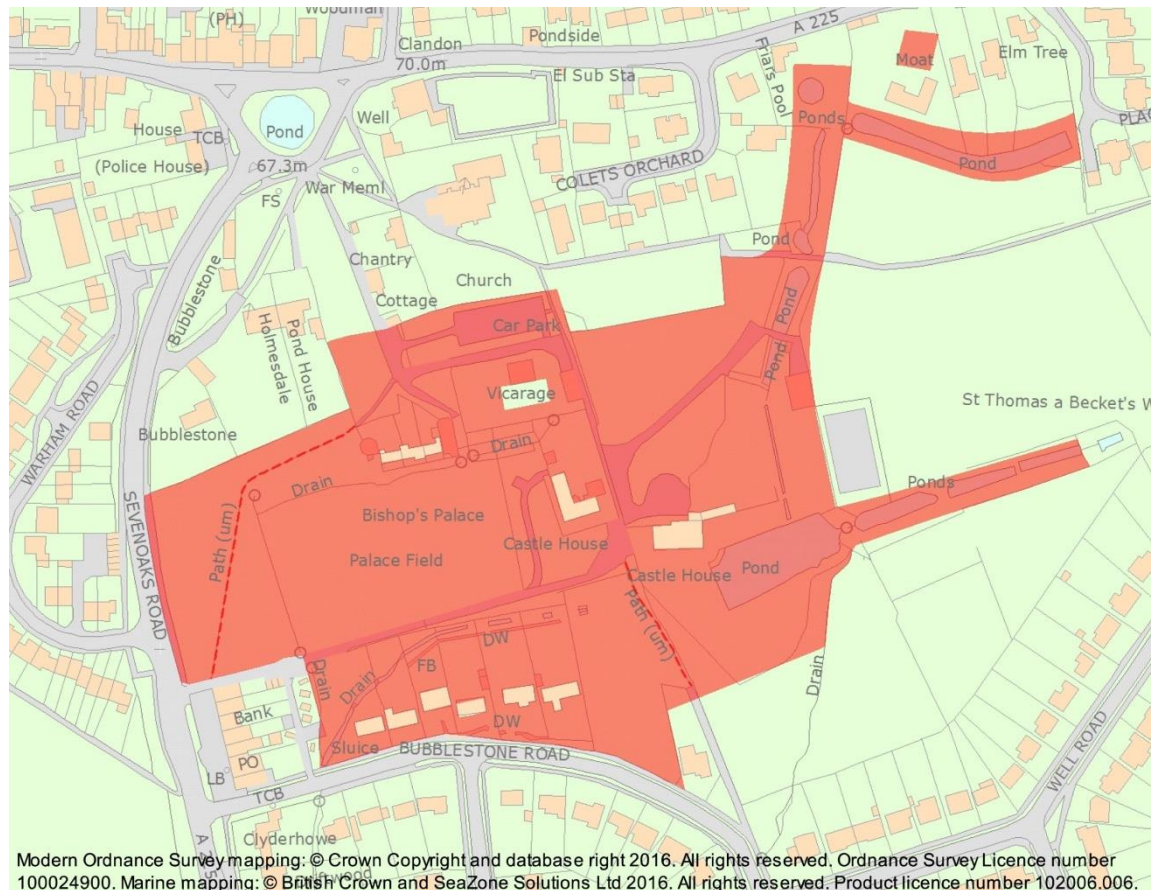 Woodman
(PH)
A 225
Pondside
Clandon
70.0m
Moat
Elm Tree
El Sub Sta
Friars Pool
Well
Ponds
House
TCB
Pond
(Police House)
67.3m
Pond
War Meml
COLETS ORCHARD
FS
Pond
Chantry
Cottage
Church
Bubblestone
Pond
Car Park
Holmesdale
Pond House
Pond
Vicarage
WARHAM ROAD
St Thomas a Becket's W
Bubblestone
Drain
Ponds
Drain
SEVENOAKS ROAD
Path (um)
Bishop's Palace
Castle House
Palace Field
Castle House
Pond
Path (um)
DW
Drain
Drain
FB
Drain
Bank
DW
Sluice
BUBBLESTONE ROAD
PO
LB
TCB
WELL ROAD
Clyderhowe
Modern Ordnance Survey mapping: © Crown Copyright and database right 2016. All rights reserved. Ordnance Survey Licence number
100024900. Marine mapping: © British Crown and SeaZone Solutions Ltd 2016. All rights reserved. Product licence number 102006.006.